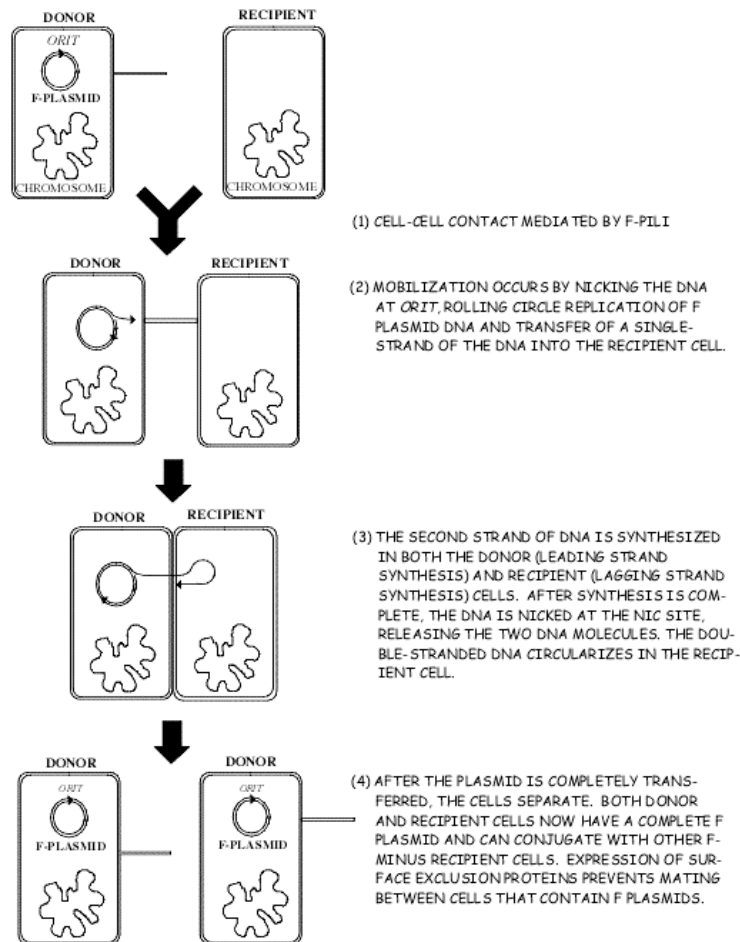 DONOR
RECIPIENT
ORIT
F-PLASMID
CHROMOSOME
CHROMOSOME
(1) CELL-CELL CONTACT MEDIATED BY F-PILI
DONOR
RECIPIENT
(2) MOBILIZATION OCCURS BY NICKING THE DNA
AT ORIT, ROLLING CIRCLE REPLICATION OF F
PLASMID DNA AND TRANSFER OF A SINGLE-
STRAND OF THE DNA INTO THE RECIPIENT CELL.
DONOR
RECIPIENT
(3) THE SECOND STRAND OF DNA IS SYNTHESIZED
IN BOTH THE DONOR (LEADING STRAND
SYNTHESIS) AND RECIPIENT (LAGGING STRAND
SYNTHESIS) CELLS. AFTER SYNTHESIS IS COM-
PLETE, THE DNA IS NICKED AT THE NIC SITE,
RELEASING THE TWO DNA MOLECULES. THE DOU-
BLE-STRANDED DNA CIRCULARIZES IN THE RECIP-
IENT CELL.
DONOR
DONOR
ORIT
F-PLASMID
ORIT
F-PLASMID
(4) AFTER THE PLASMID IS COMPLETELY TRANS-
FERRED, THE CELLS SEPARATE. BOTH DONOR
AND RECIPIENT CELLS NOW HAVE A COMPLETE F
PLASMID AND CAN CONJUGATE WITH OTHER F-
MINUS RECIPIENT CELLS. EXPRESSION OF SUR-
FACE EXCLUSION PROTEINS PREVENTS MATING
BETWEEN CELLS THAT CONTAIN F PLASMIDS.